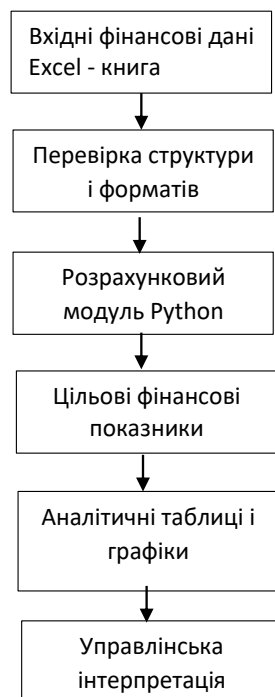 Вхідні фінансові дані
Excel - книга
Перевірка структури
і форматів
Розрахунковий
модуль Python
Цільові фінансові
показники
Аналітичні таблиці і
графіки
Управлінська
інтерпретація